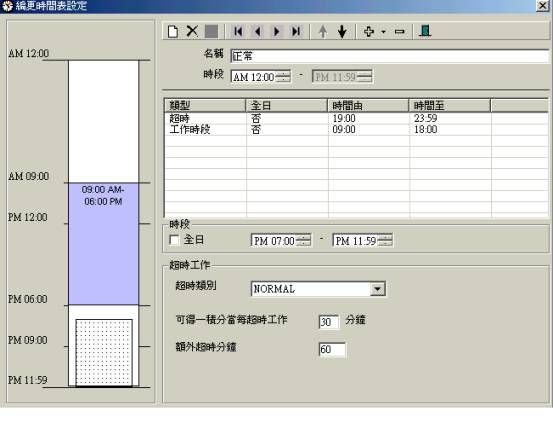 編更時間表設定
名稱 正常
時段 AM 12:00 - PM 11:59
AM 12:00
AM 09:00
09:00 AM-
06:00 PM
PM 12:00
PM 06:00
PM 09:00
PM 11:59
類型 全日 時間由 時間至
超時 否 19:00 23:59
工作時段 否 09:00 18:00
時段
全日 PM 07:00 - PM 11:59
超時工作
超時類別 NORMAL
可得一積分當每超時工作 30 分鐘
額外超時分鐘 60